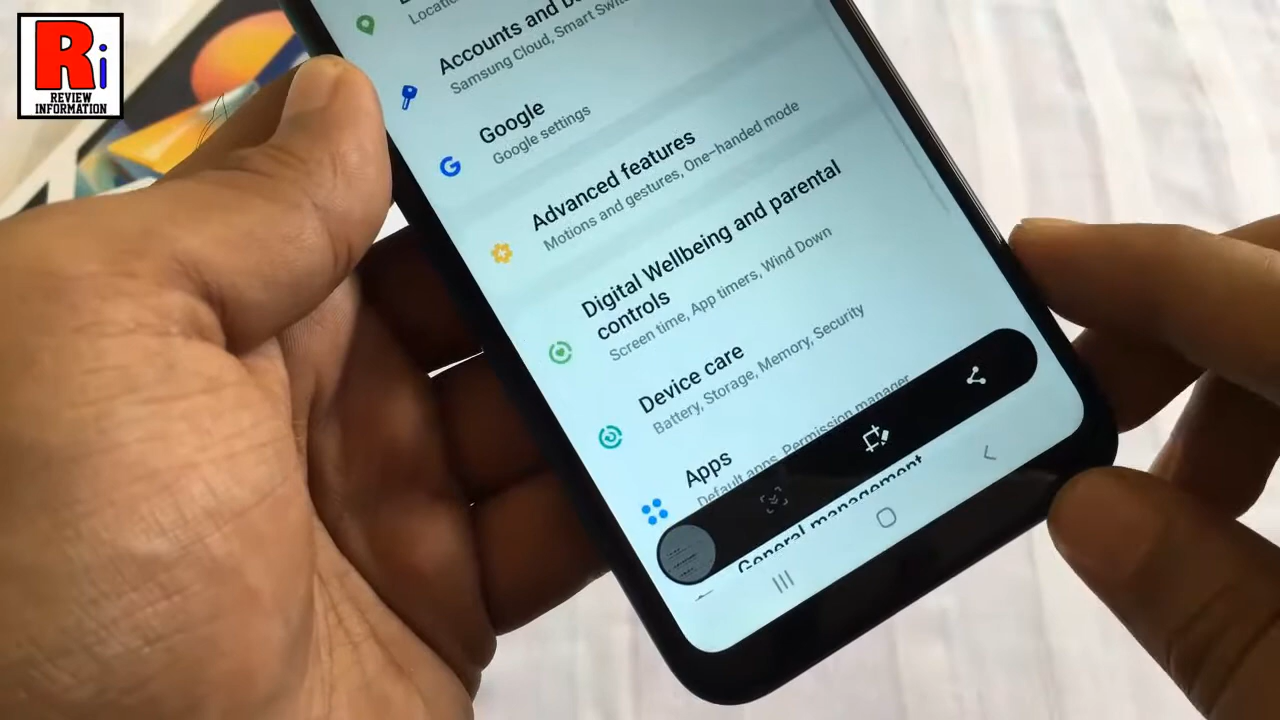 Ri
REVIEW
INFORMATION
Accounts and
Samsung Cloud, Smart
Google
Google settings
Advanced features
Motions and gestures, One-handed mode
Digital Wellbeing and parental
controls
Screen time, App timers, Wind Down
Device care
Battery, Storage, Memory, Security
Apps
Default apps, Permission manager
General management